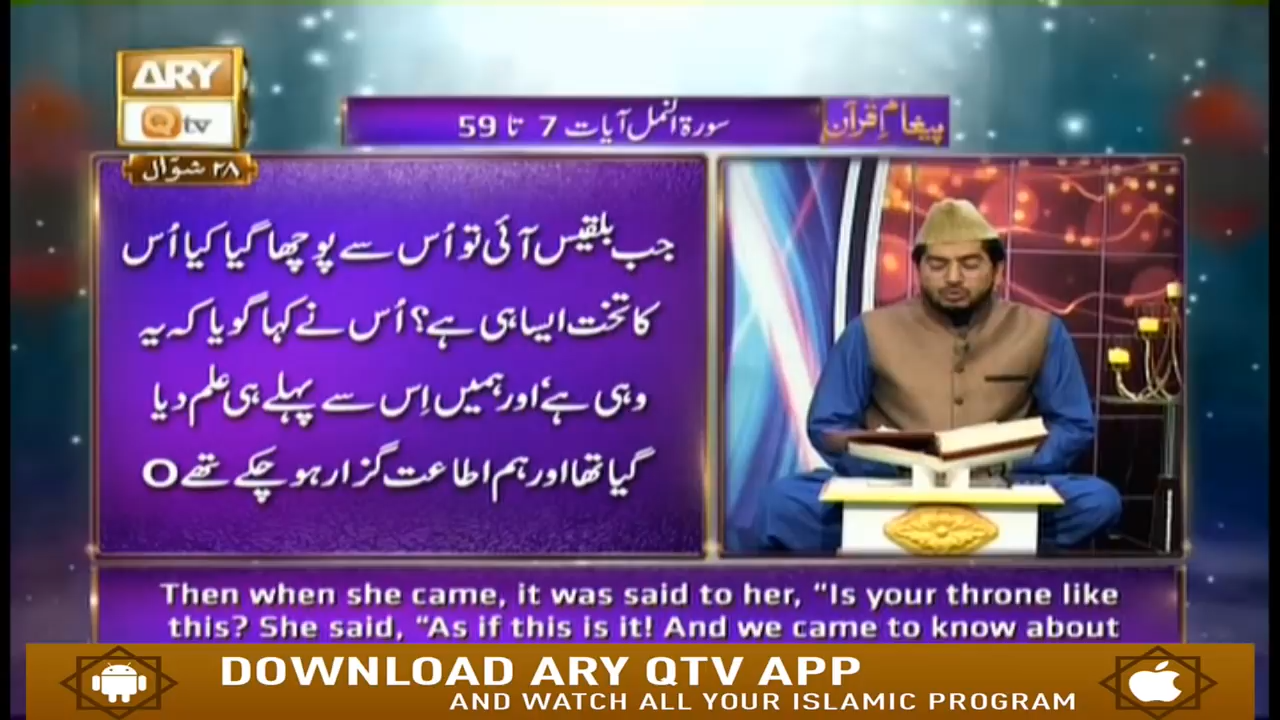 ARY
Qtv
۲۸ شوّال
پیغامِ قرآن
سورۃ النمل آیات 7 تا 59
جب بلقیس آئی تو اُس سے پوچھا گیا کیا اُس
کا تخت ایسا ہی ہے؟ اُس نے کہا گویا کہ یہ
وہی ہے، اور ہمیں اِس سے پہلے ہی علم دیا
گیا تھا اور ہم اطاعت گزار ہو چکے تھے O
Then when she came, it was said to her, “Is your throne like
this? She said, “As if this is it! And we came to know about
DOWNLOAD ARY QTV APP
AND WATCH ALL YOUR ISLAMIC PROGRAM